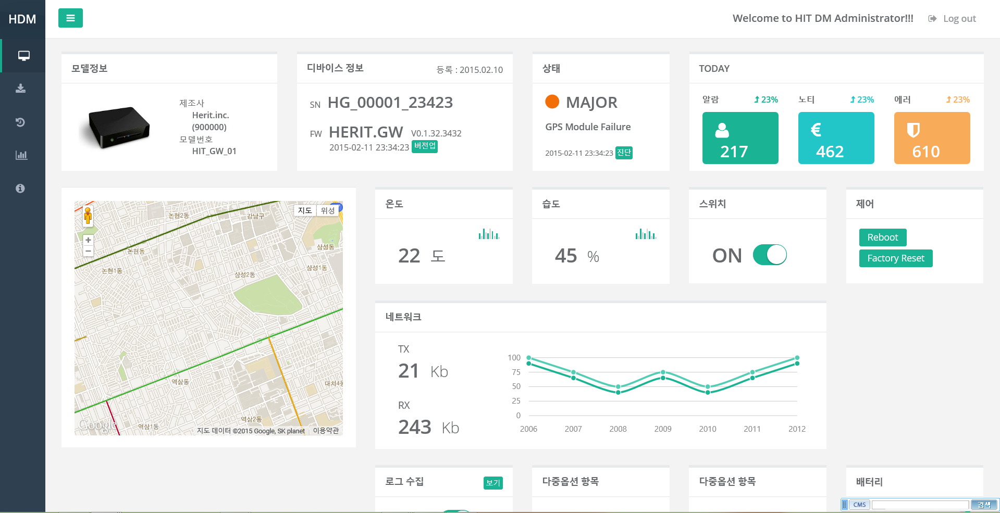 HDM
Welcome to HIT DM Administrator!!!
Log out
모델정보
제조사
Herit.inc.
(900000)
모델번호
HIT_GW_01
디바이스 정보
등록 : 2015.02.10
SN HG_00001_23423
FW HERIT.GW V0.1.32.3432
2015-02-11 23:34:23 버전업
상태
MAJOR
GPS Module Failure
2015-02-11 23:34:23 진단
TODAY
알람 23%
217
노티 23%
462
에러 23%
610
지도 위성
논현2동
강남구
논현동
삼성동
논현1동
삼성2동
삼성1동
역삼동
대치4동
역삼2동
역삼1동
Google
지도 데이터 ©2015 Google, SK planet 이용약관
온도
22 도
습도
45 %
스위치
ON
제어
Reboot
Factory Reset
네트워크
TX
21 Kb
RX
243 Kb
100
75
50
25
0
2006 2007 2008 2009 2010 2011 2012
로그 수집 보기
다중옵션 항목
다중옵션 항목
배터리
CMS 검색